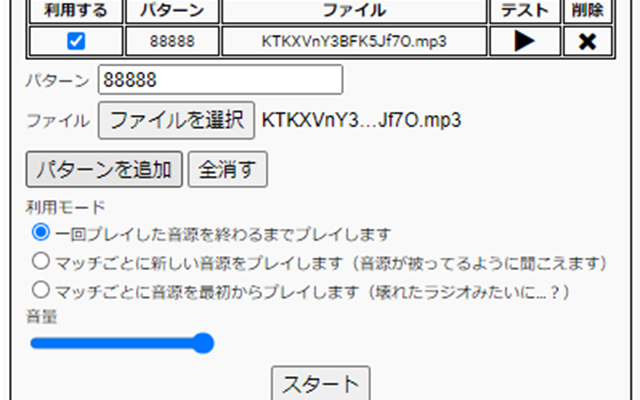 利用する パターン ファイル テスト 削除
88888 KTKXVnY3BFK5Jf7O.mp3
パターン 88888
ファイル ファイルを選択 KTKXVnY3...Jf7O.mp3
パターンを追加 全消す
利用モード
一回プレイした音源を終わるまでプレイします
マッチごとに新しい音源をプレイします（音源が被ってるように聞こえます）
マッチごとに音源を最初からプレイします（壊れたラジオみたいに...？）
音量
スタート